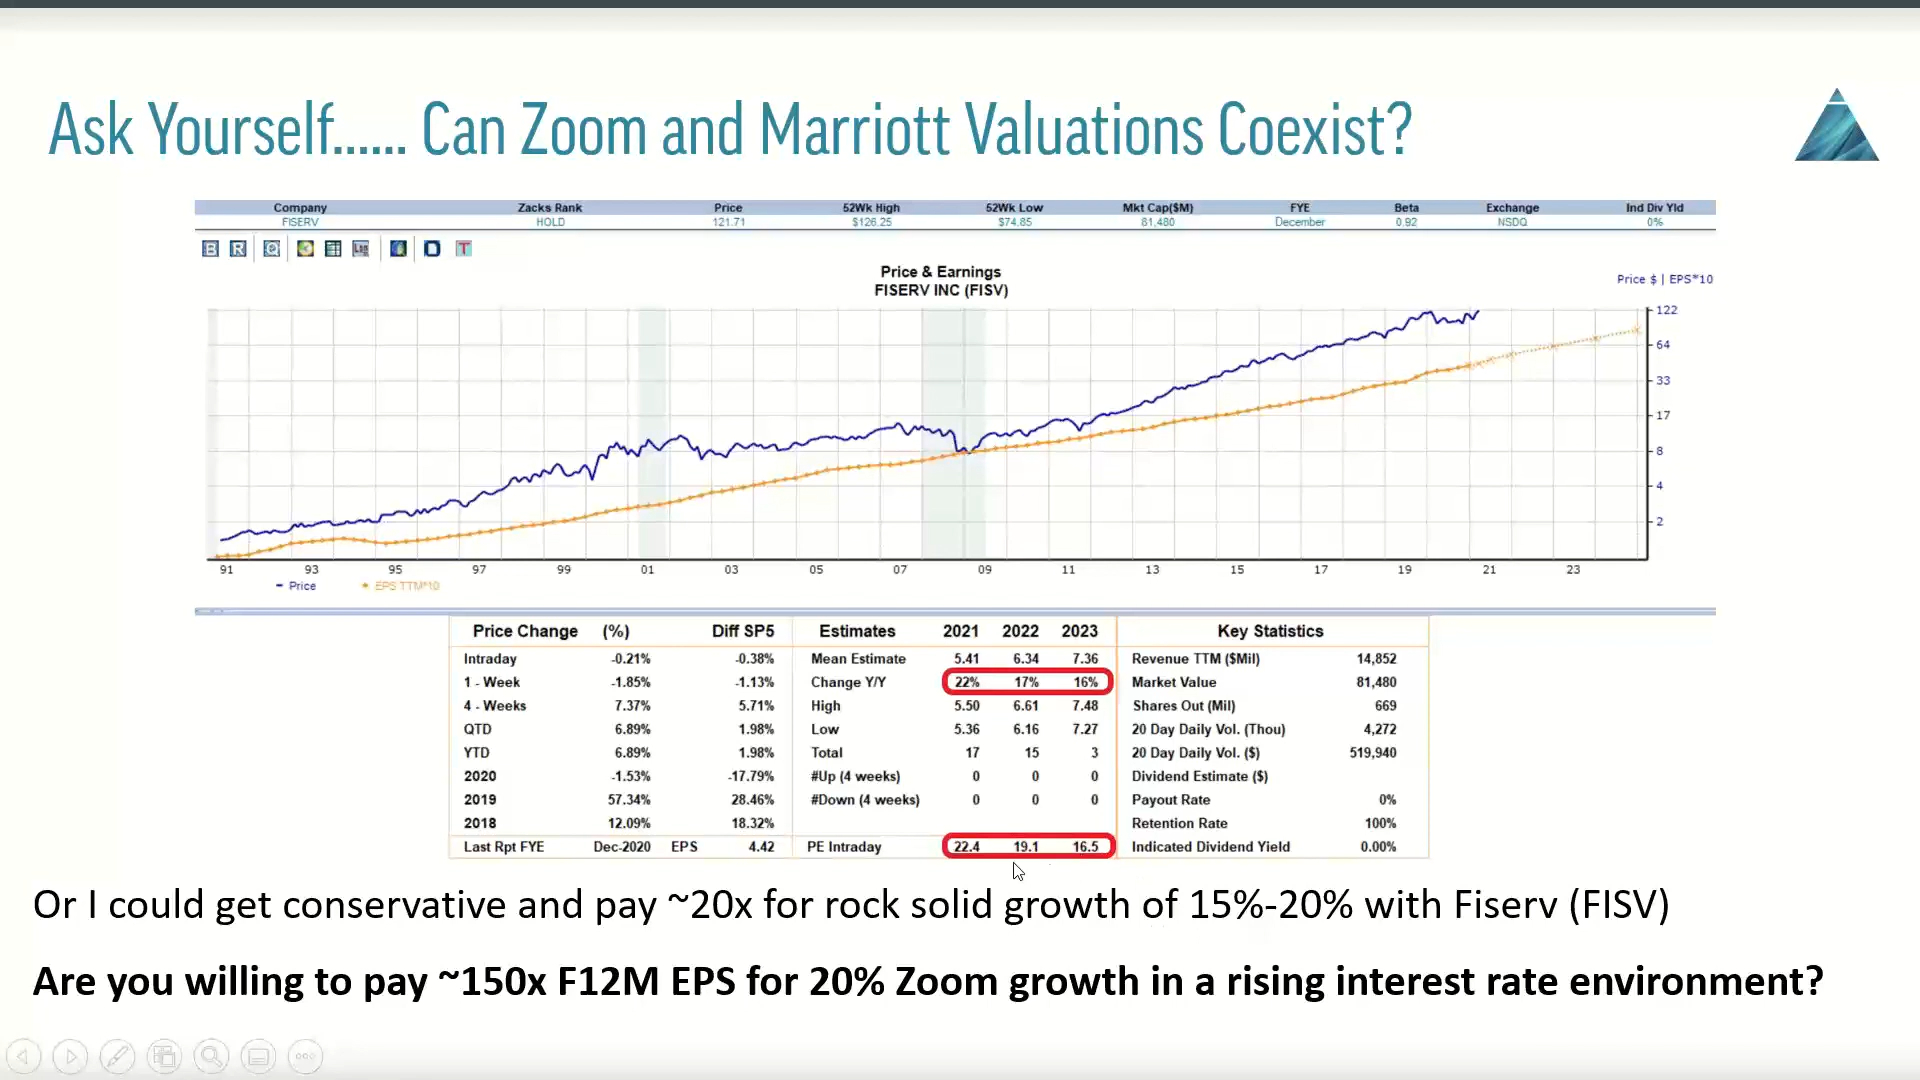 Ask Yourself...... Can Zoom and Marriott Valuations Coexist?
Company Zacks Rank Price 52Wk High 52Wk Low Mkt Cap($M) FYE Beta Exchange Ind Div Yld
FISERV HOLD 121.71 $126.25 $74.85 81,480 December 0.92 NSDQ 0%
B R T
Price & Earnings
FISERV INC (FISV)
Price $ | EPS*10
122
64
33
17
8
4
2
91 93 95 97 99 01 03 05 07 09 11 13 15 17 19 21 23
Price EPS TTM*10
Price Change (%) Diff SP5 Estimates 2021 2022 2023 Key Statistics
Intraday -0.21% -0.38% Mean Estimate 5.41 6.34 7.36 Revenue TTM ($Mil) 14,852
1 - Week -1.85% -1.13% Change Y/Y 22% 17% 16% Market Value 81,480
4 - Weeks 7.37% 5.71% High 5.50 6.61 7.48 Shares Out (Mil) 669
QTD 6.89% 1.98% Low 5.36 6.16 7.27 20 Day Daily Vol. (Thou) 4,272
YTD 6.89% 1.98% Total 17 15 3 20 Day Daily Vol. ($) 519,940
2020 -1.53% -17.79% #Up (4 weeks) 0 0 0 Dividend Estimate ($)
2019 57.34% 28.46% #Down (4 weeks) 0 0 0 Payout Rate 0%
2018 12.09% 18.32% Retention Rate 100%
Last Rpt FYE Dec-2020 EPS 4.42 PE Intraday 22.4 19.1 16.5 Indicated Dividend Yield 0.00%
Or I could get conservative and pay ~20x for rock solid growth of 15%-20% with Fiserv (FISV)
Are you willing to pay ~150x F12M EPS for 20% Zoom growth in a rising interest rate environment?